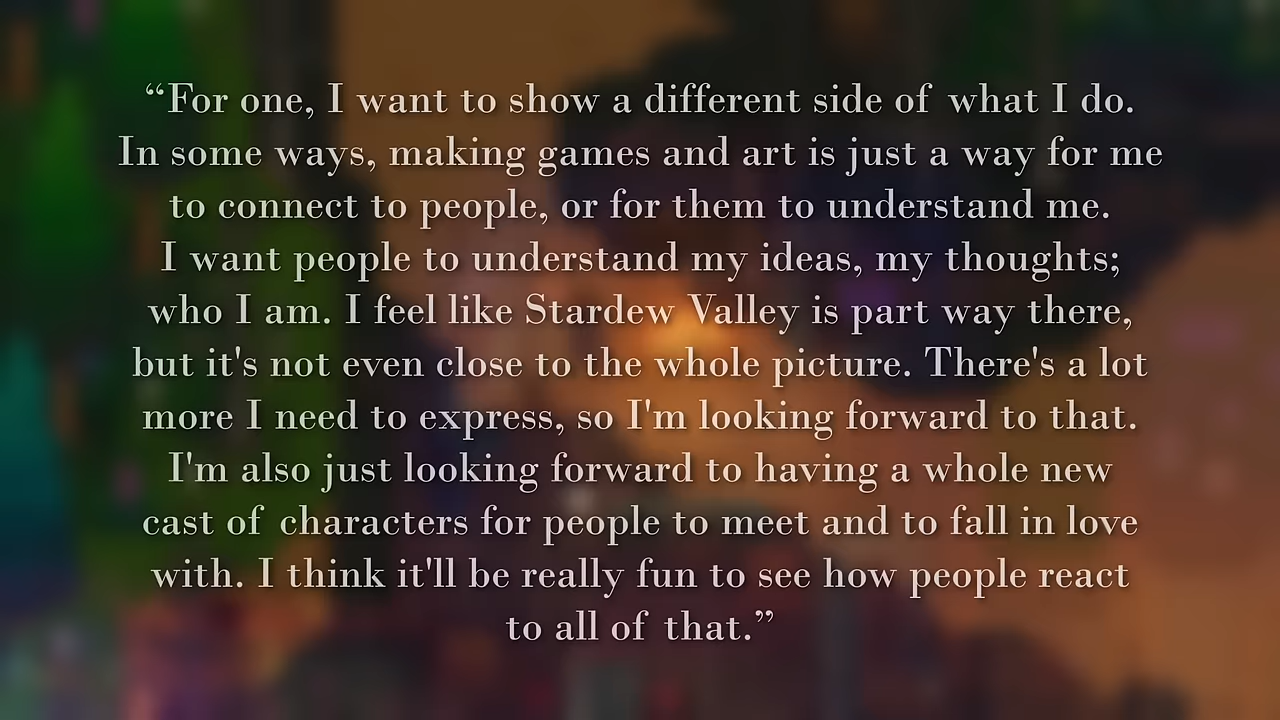 “For one, I want to show a different side of what I do.
In some ways, making games and art is just a way for me
to connect to people, or for them to understand me.
I want people to understand my ideas, my thoughts;
who I am. I feel like Stardew Valley is part way there,
but it's not even close to the whole picture. There's a lot
more I need to express, so I'm looking forward to that.
I'm also just looking forward to having a whole new
cast of characters for people to meet and to fall in love
with. I think it'll be really fun to see how people react
to all of that.”